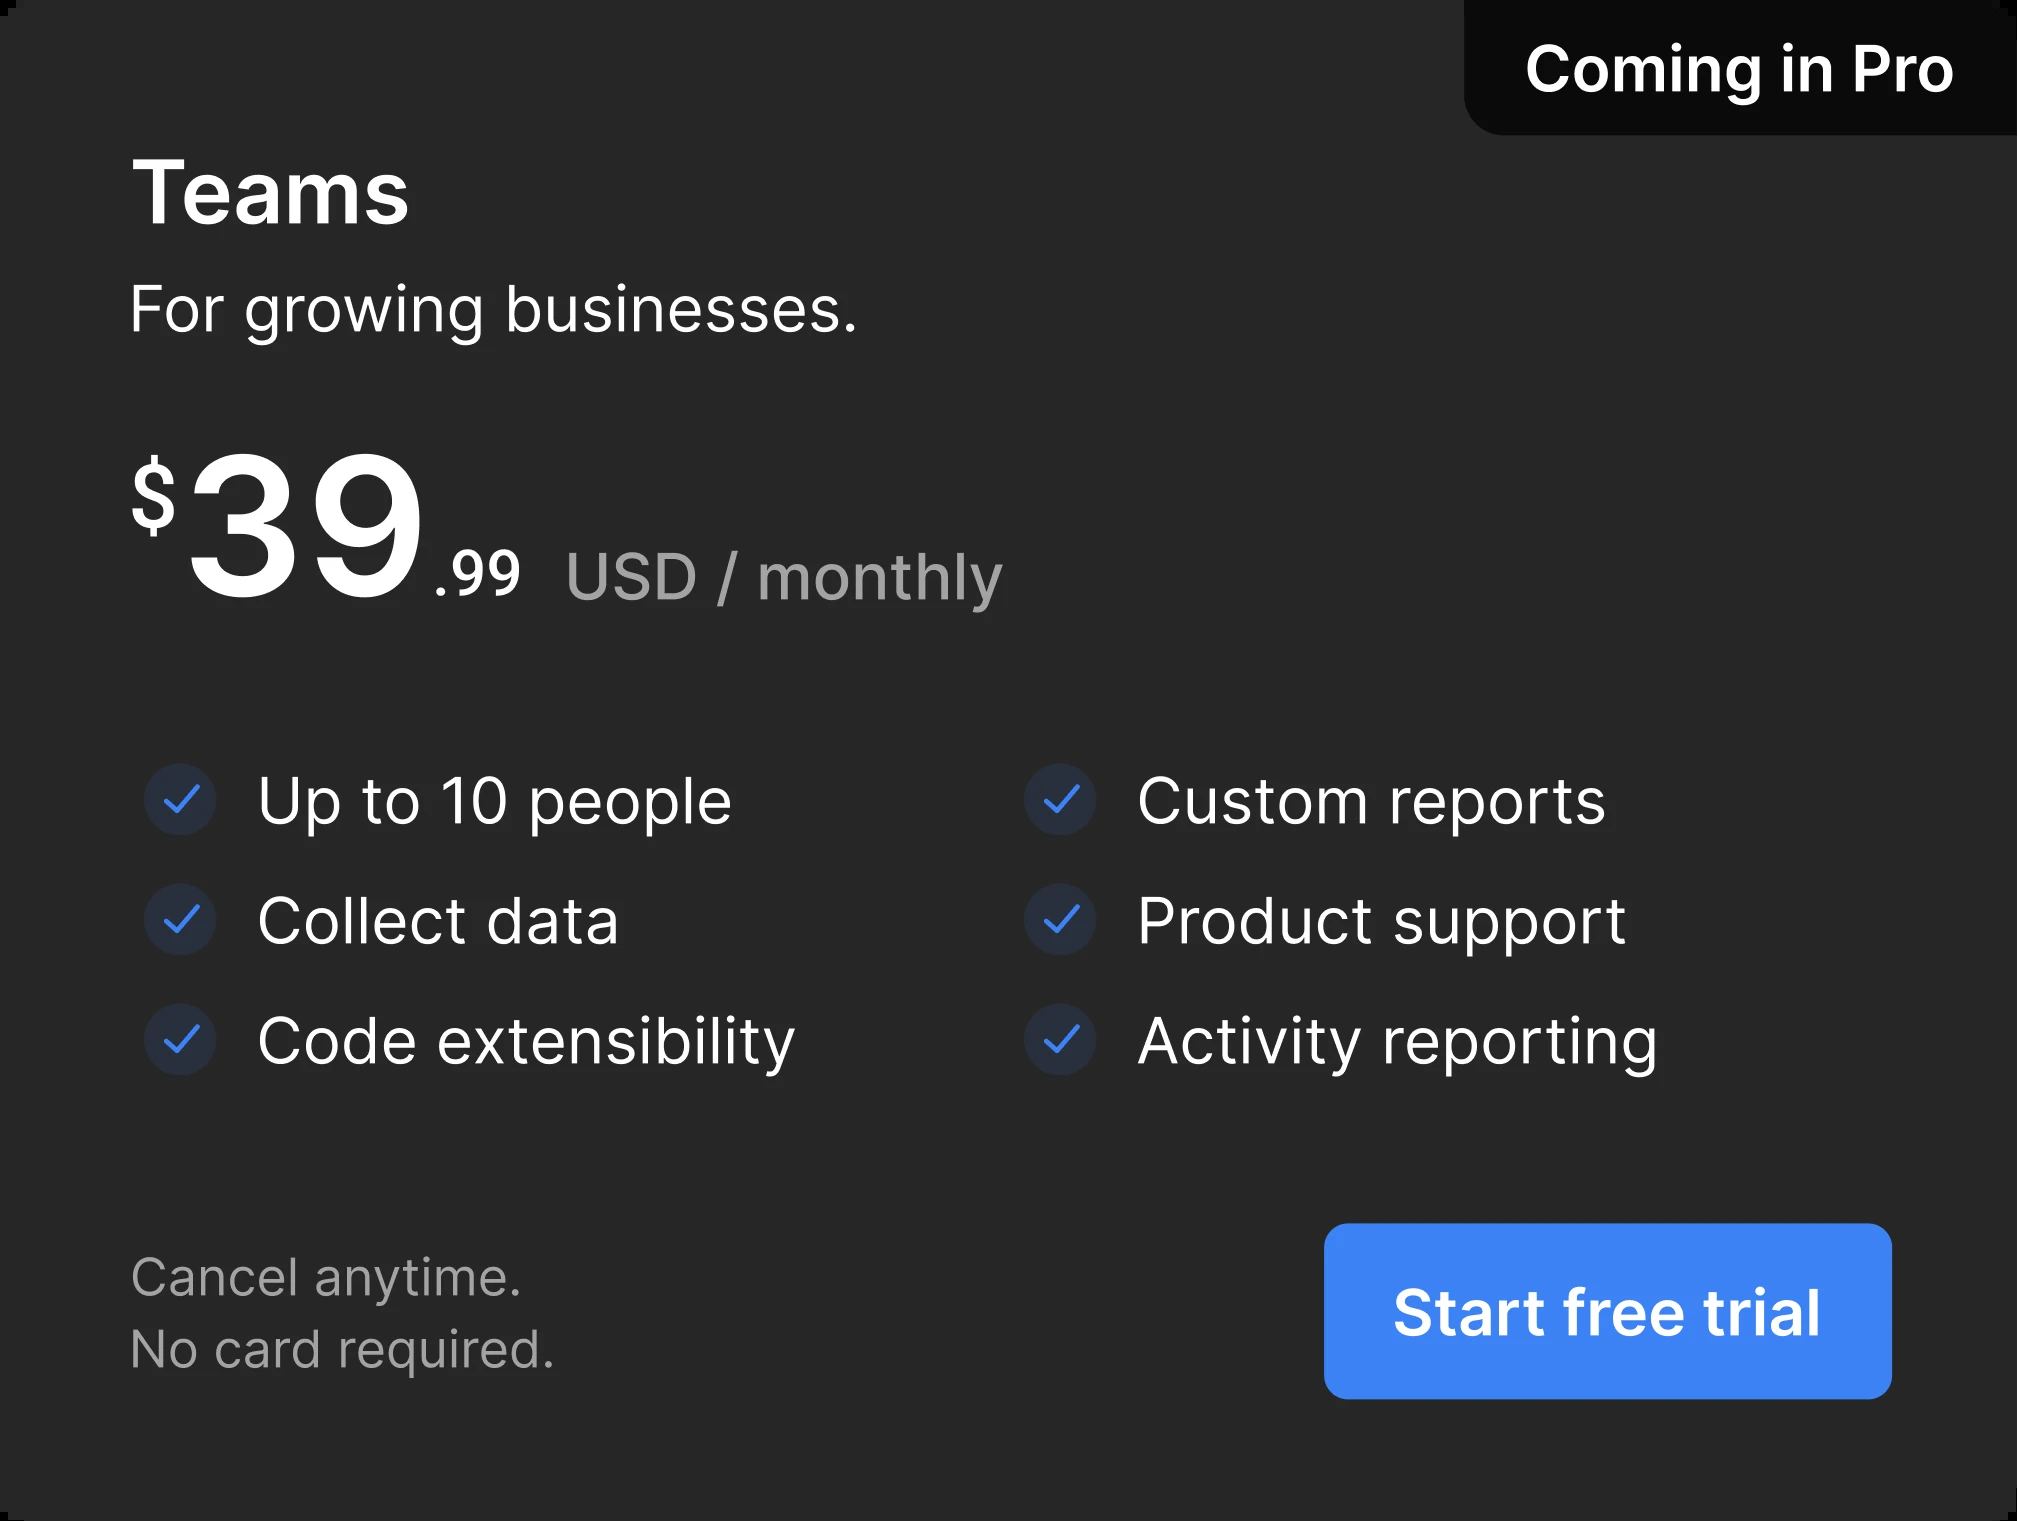 Coming in Pro
Teams
For growing businesses.
$39.99 USD / monthly
Up to 10 people
Custom reports
Collect data
Product support
Code extensibility
Activity reporting
Cancel anytime.
No card required.
Start free trial